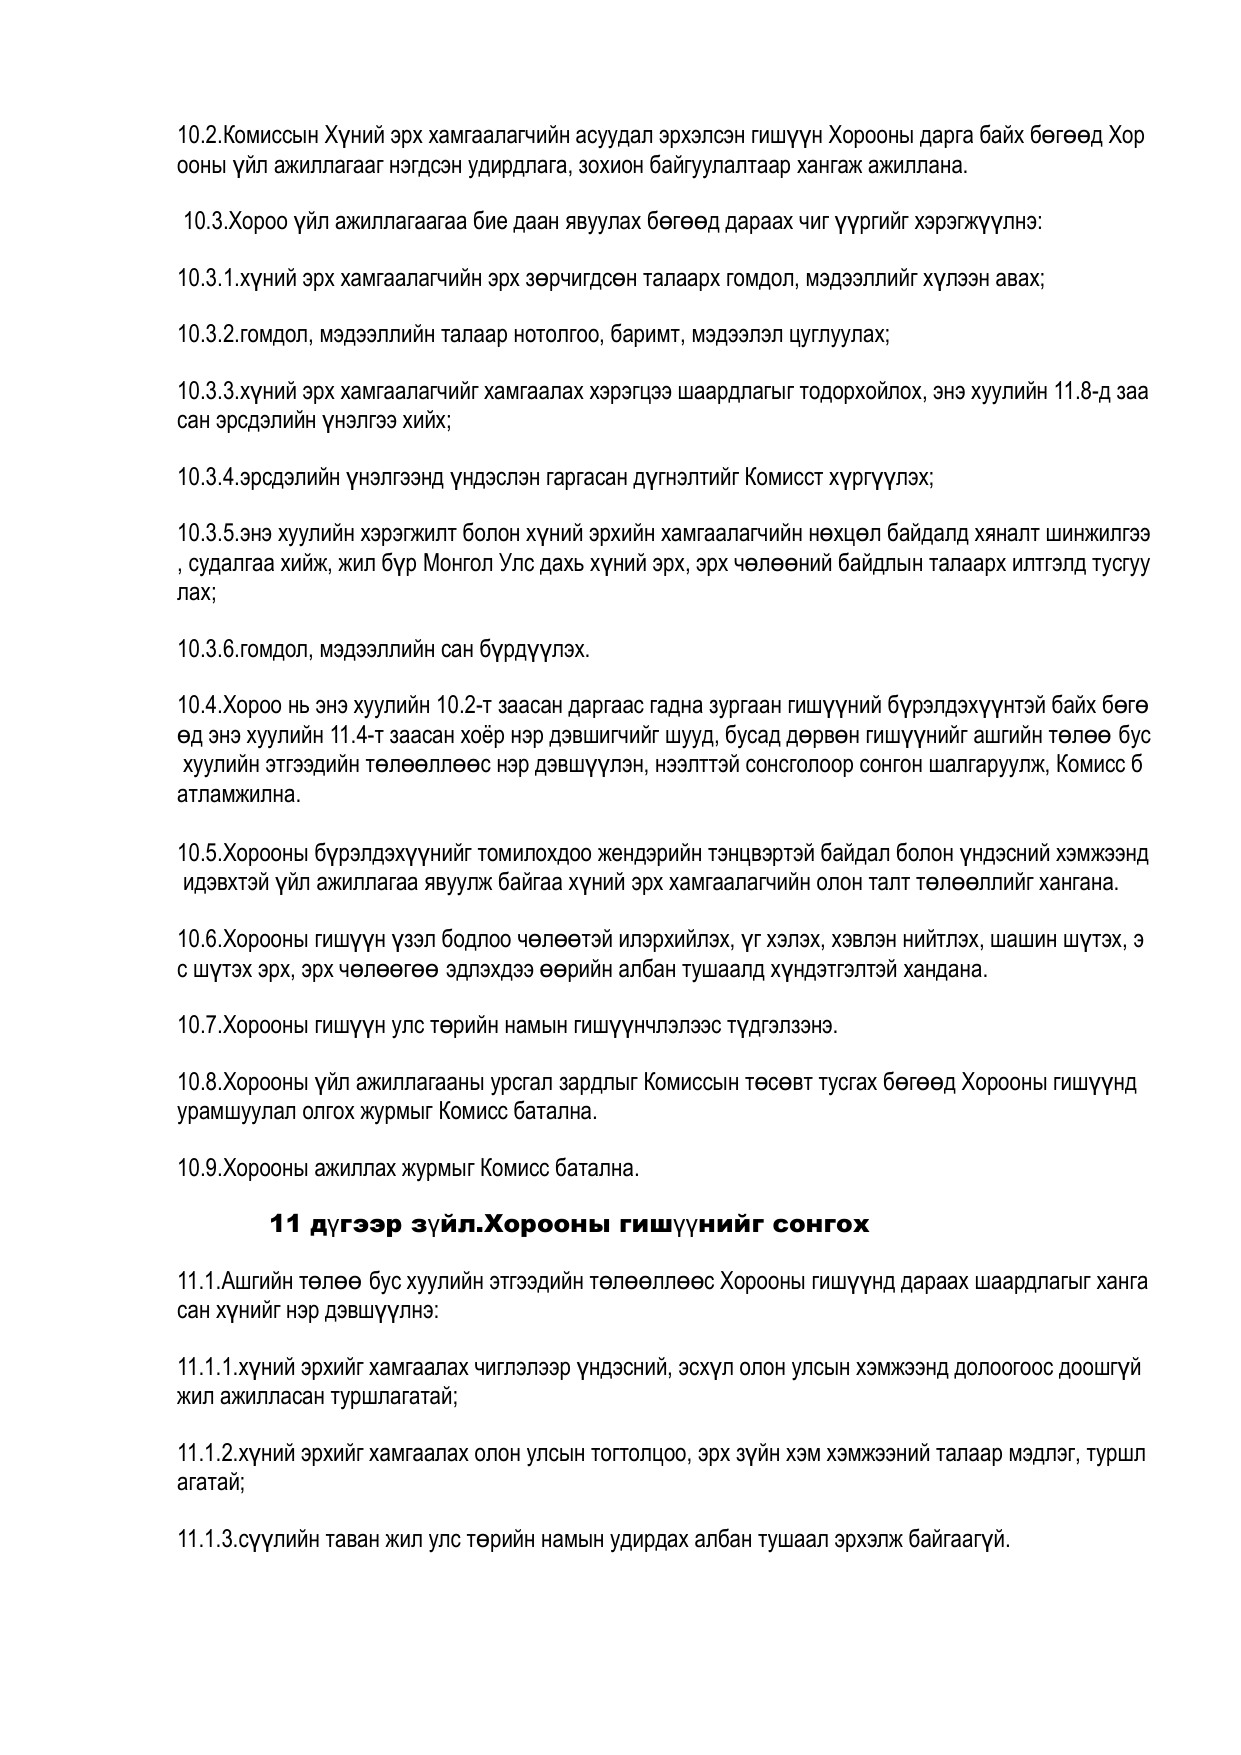 10.2.Комиссын Хүний эрх хамгаалагчийн асуудал эрхэлсэн гишүүн Хорооны дарга байх бөгөөд Хор
ооны үйл ажиллагааг нэгдсэн удирдлага, зохион байгуулалтаар хангаж ажиллана.
10.3.Хороо үйл ажиллагаагаа бие даан явуулах бөгөөд дараах чиг үүргийг хэрэгжүүлнэ:
10.3.1.хүний эрх хамгаалагчийн эрх зөрчигдсөн талаарх гомдол, мэдээллийг хүлээн авах;
10.3.2.гомдол, мэдээллийн талаар нотолгоо, баримт, мэдээлэл цуглуулах;
10.3.3.хүний эрх хамгаалагчийг хамгаалах хэрэгцээ шаардлагыг тодорхойлох, энэ хуулийн 11.8-д заа
сан эрсдэлийн үнэлгээ хийх;
10.3.4.эрсдэлийн үнэлгээнд үндэслэн гаргасан дүгнэлтийг Комисст хүргүүлэх;
10.3.5.энэ хуулийн хэрэгжилт болон хүний эрхийн хамгаалагчийн нөхцөл байдалд хяналт шинжилгээ
, судалгаа хийж, жил бүр Монгол Улс дахь хүний эрх, эрх чөлөөний байдлын талаарх илтгэлд тусгуу
лах;
10.3.6.гомдол, мэдээллийн сан бүрдүүлэх.
10.4.Хороо нь энэ хуулийн 10.2-т заасан даргаас гадна зургаан гишүүний бүрэлдэхүүнтэй байх бөгө
өд энэ хуулийн 11.4-т заасан хоёр нэр дэвшигчийг шууд, бусад дөрвөн гишүүнийг ашгийн төлөө бус
хуулийн этгээдийн төлөөллөөс нэр дэвшүүлэн, нээлттэй сонсголоор сонгон шалгаруулж, Комисс б
атламжилна.
10.5.Хорооны бүрэлдэхүүнийг томилохдоо жендэрийн тэнцвэртэй байдал болон үндэсний хэмжээнд
идэвхтэй үйл ажиллагаа явуулж байгаа хүний эрх хамгаалагчийн олон талт төлөөллийг хангана.
10.6.Хорооны гишүүн үзэл бодлоо чөлөөтэй илэрхийлэх, үг хэлэх, хэвлэн нийтлэх, шашин шүтэх, э
с шүтэх эрх, эрх чөлөөгөө эдлэхдээ өөрийн албан тушаалд хүндэтгэлтэй хандана.
10.7.Хорооны гишүүн улс төрийн намын гишүүнчлэлээс түдгэлзэнэ.
10.8.Хорооны үйл ажиллагааны урсгал зардлыг Комиссын төсөвт тусгах бөгөөд Хорооны гишүүнд
урамшуулал олгох журмыг Комисс батална.
10.9.Хорооны ажиллах журмыг Комисс батална.
11 дүгээр зүйл.Хорооны гишүүнийг сонгох
11.1.Ашгийн төлөө бус хуулийн этгээдийн төлөөллөөс Хорооны гишүүнд дараах шаардлагыг ханга
сан хүнийг нэр дэвшүүлнэ:
11.1.1.хүний эрхийг хамгаалах чиглэлээр үндэсний, эсхүл олон улсын хэмжээнд долоогоос доошгүй
жил ажилласан туршлагатай;
11.1.2.хүний эрхийг хамгаалах олон улсын тогтолцоо, эрх зүйн хэм хэмжээний талаар мэдлэг, туршл
агатай;
11.1.3.сүүлийн таван жил улс төрийн намын удирдах албан тушаал эрхэлж байгаагүй.